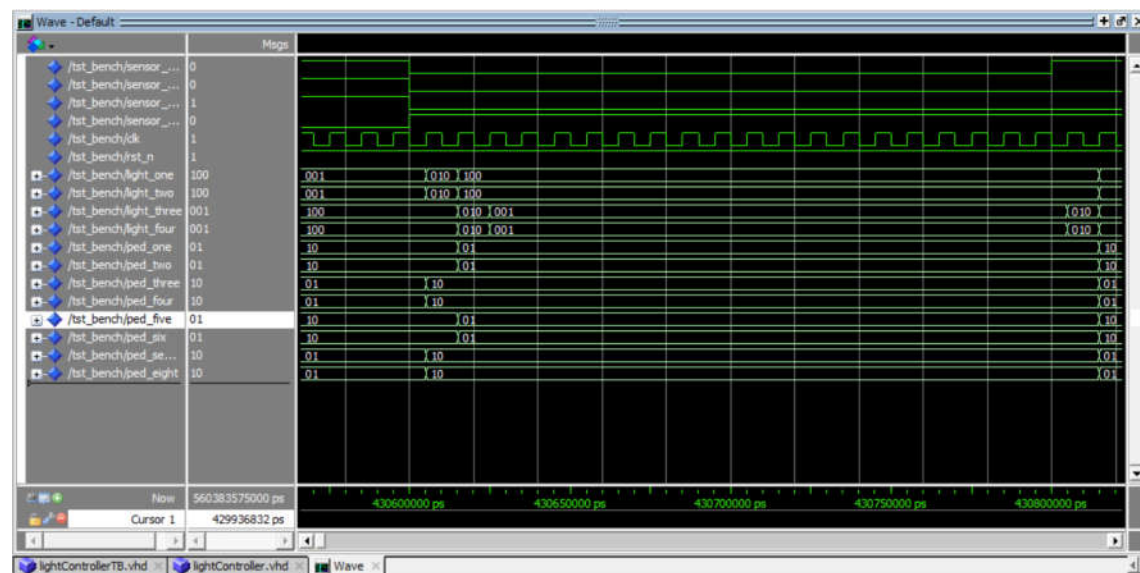 Wave - Default
Msgs
/tst_bench/sensor_... 0
/tst_bench/sensor_... 0
/tst_bench/sensor_... 1
/tst_bench/sensor_... 0
/tst_bench/clk 1
/tst_bench/rst_n 1
/tst_bench/light_one 100 001 010 100
/tst_bench/light_two 100 001 010 100
/tst_bench/light_three 001 100 010 001 010
/tst_bench/light_four 001 100 010 001 010
/tst_bench/ped_one 01 10 01 10
/tst_bench/ped_two 01 10 01 10
/tst_bench/ped_three 10 01 10 01
/tst_bench/ped_four 10 01 10 01
/tst_bench/ped_five 01 10 01 10
/tst_bench/ped_six 01 10 01 10
/tst_bench/ped_se... 10 01 10 01
/tst_bench/ped_eight 10 01 10 01
Now 560383575000 ps 430600000 ps 430650000 ps 430700000 ps 430750000 ps 430800000 ps
Cursor 1 429936832 ps
lightControllerTB.vhd lightController.vhd Wave